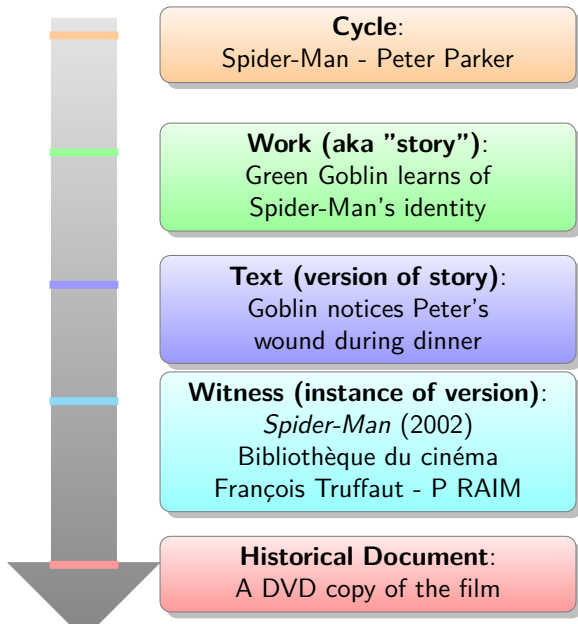 Cycle:
Spider-Man - Peter Parker
Work (aka ”story”):
Green Goblin learns of
Spider-Man's identity
Text (version of story):
Goblin notices Peter's
wound during dinner
Witness (instance of version):
Spider-Man (2002)
Bibliothèque du cinéma
François Truffaut - P RAIM
Historical Document:
A DVD copy of the film